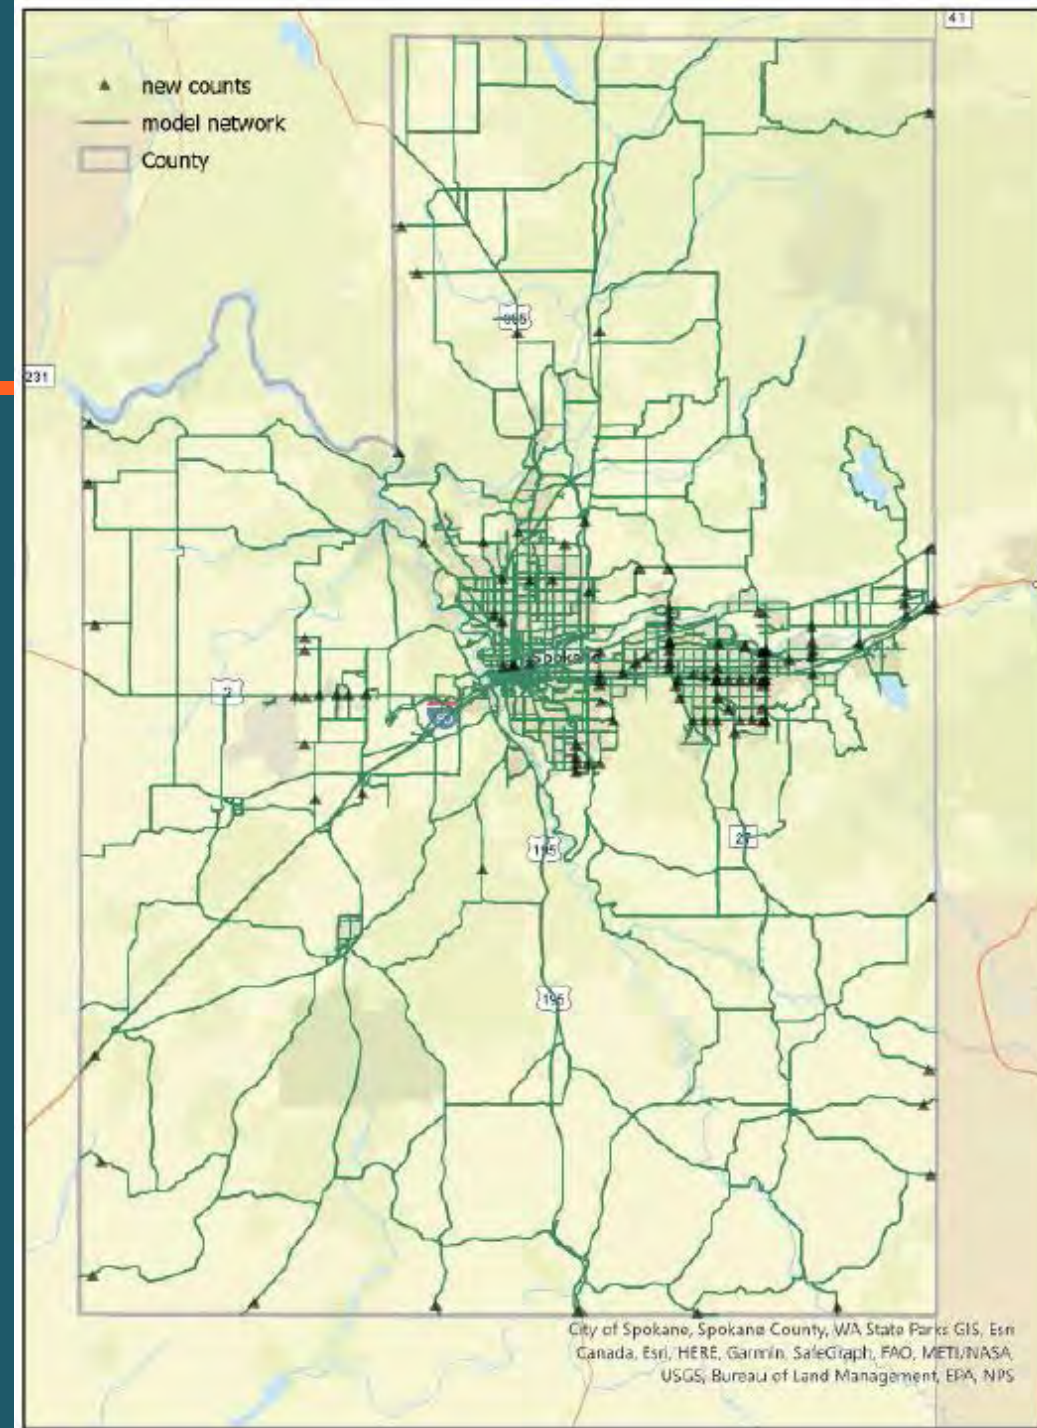 41
new counts
model network
County
395
231
Spokane
2
90
195
27
195
City of Spokane, Spokane County, WA State Parks GIS, Esri
Canada, Esri, HERE, Garmin, SafeGraph, FAO, METI/NASA,
USGS, Bureau of Land Management, EPA, NPS